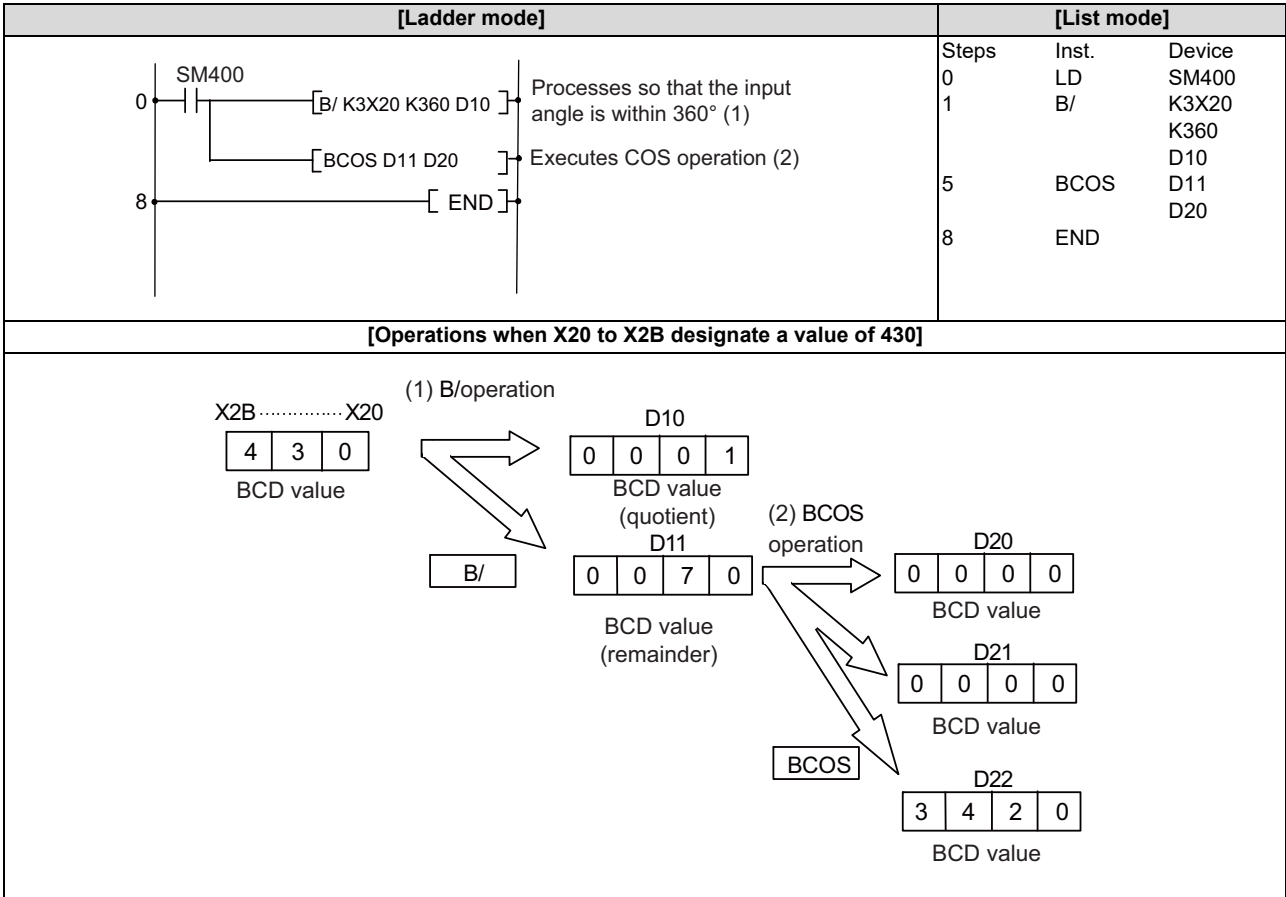 [Ladder mode] [List mode]
SM400
0 [B/ K3X20 K360 D10 ] Processes so that the input
angle is within 360° (1)
[BCOS D11 D20 ] Executes COS operation (2)
8 [ END ]
Steps Inst. Device
0 LD SM400
1 B/ K3X20
K360
D10
5 BCOS D11
D20
8 END
[Operations when X20 to X2B designate a value of 430]
(1) B/operation
X2B··············X20
4 3 0
BCD value
D10
0 0 0 1
BCD value
(quotient)
B/
D11
0 0 7 0
BCD value
(remainder)
(2) BCOS
operation
D20
0 0 0 0
BCD value
D21
0 0 0 0
BCD value
BCOS
D22
3 4 2 0
BCD value